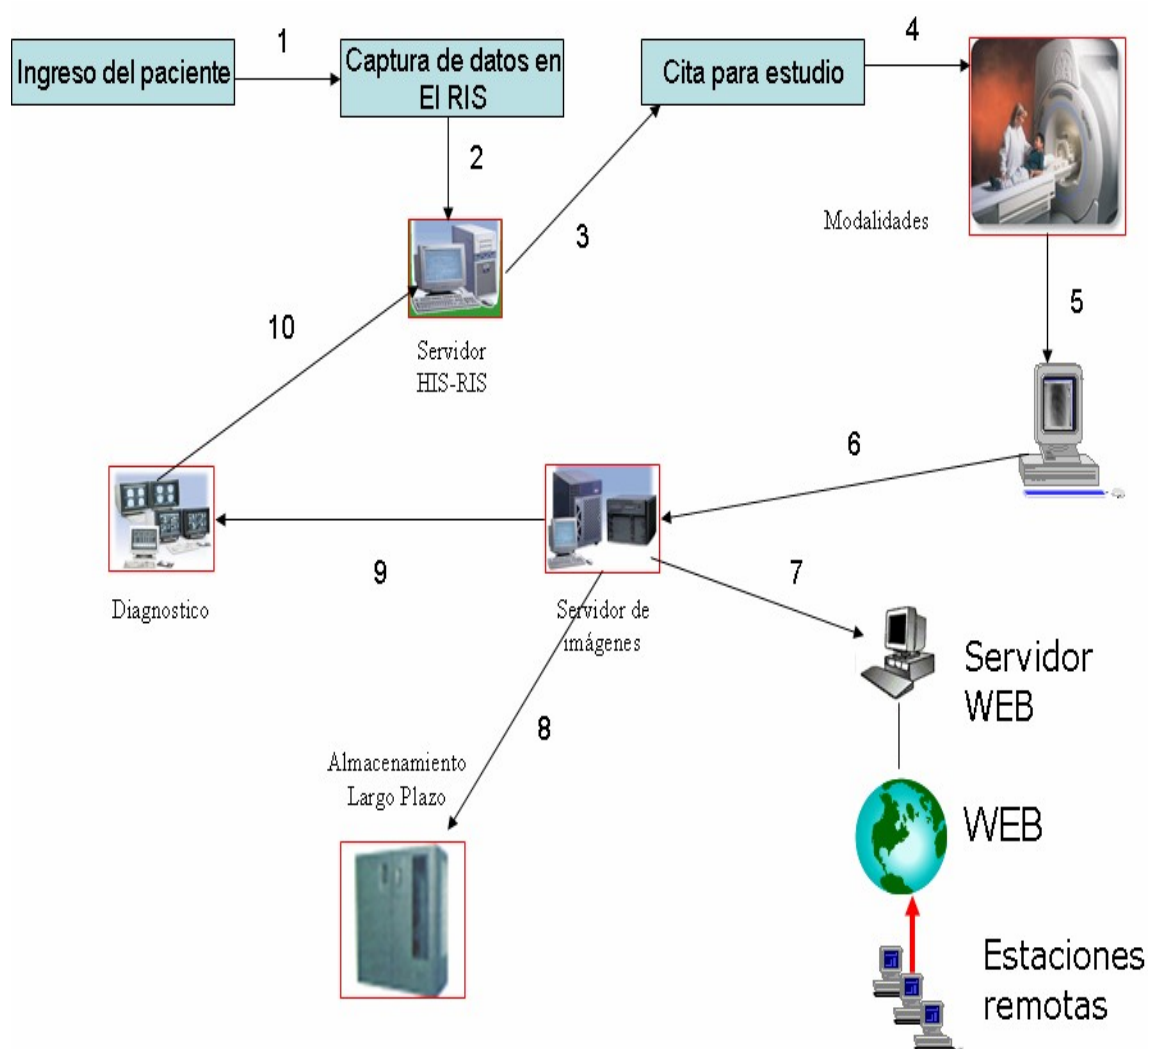 1
4
Ingreso del paciente
Captura de datos en
El RIS
Cita para estudio
2
3
Modalidades
5
10
Servidor
HIS-RIS
6
9
7
Diagnostico
Servidor de
imágenes
Servidor
WEB
8
Almacenamiento
Largo Plazo
WEB
Estaciones
remotas